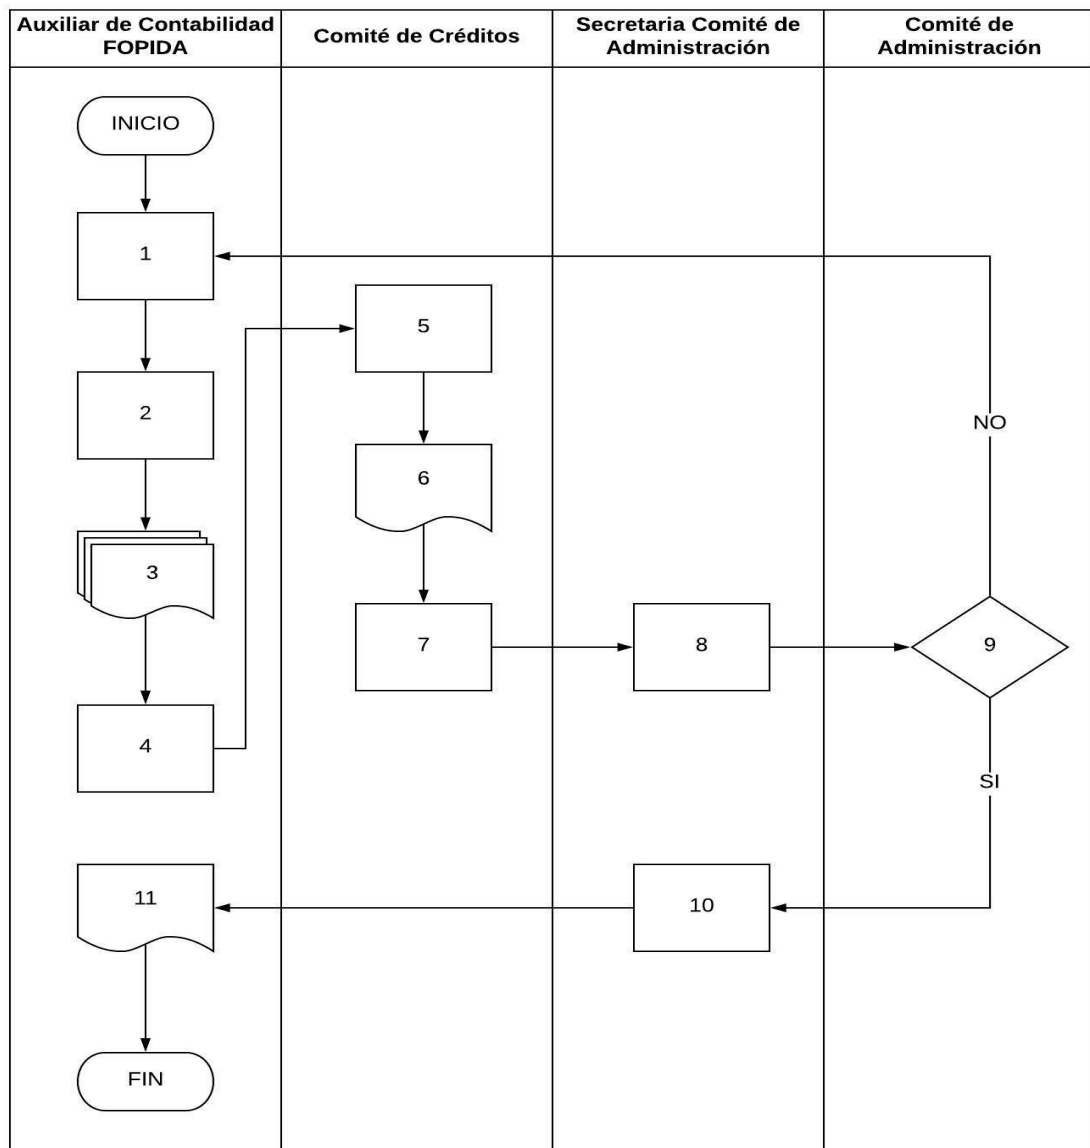 Auxiliar de Contabilidad
FOPIDA
Comité de Créditos
Secretaria Comité de
Administración
Comité de
Administración
INICIO
1
2
3
4
5
6
7
8
9
NO
SI
10
11
FIN